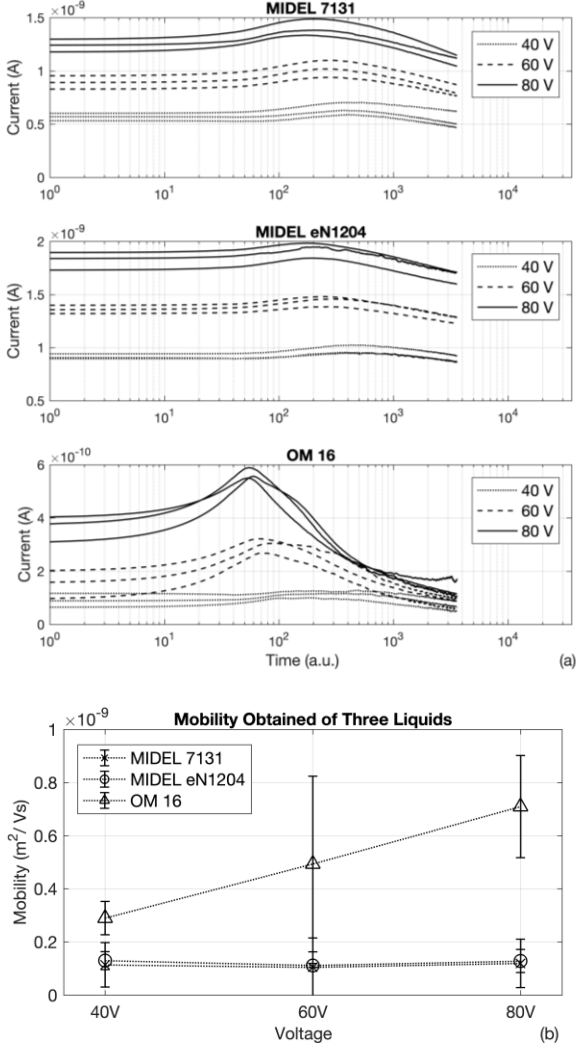 MIDEL 7131
×10⁻⁹
1.5
1
0.5
0
Current (A)
40 V
60 V
80 V
10⁰ 10¹ 10² 10³ 10⁴
MIDEL eN1204
×10⁻⁹
2
1.5
1
0.5
Current (A)
40 V
60 V
80 V
10⁰ 10¹ 10² 10³ 10⁴
OM 16
×10⁻¹⁰
6
4
2
0
Current (A)
40 V
60 V
80 V
10⁰ 10¹ 10² 10³ 10⁴
Time (a.u.) (a)
×10⁻⁹
Mobility Obtained of Three Liquids
1
0.8
0.6
0.4
0.2
0
Mobility (m²/ Vs)
MIDEL 7131
MIDEL eN1204
OM 16
40V 60V 80V
Voltage (b)